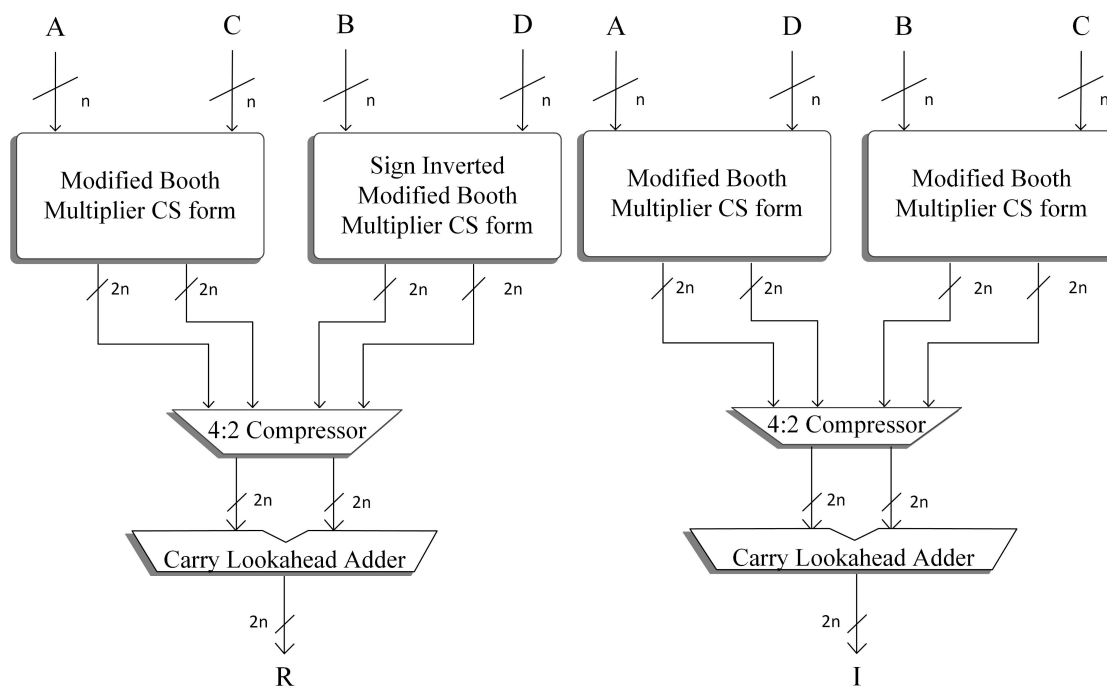 A C B D A D B C
n n n n n n n n
Modified Booth
Multiplier CS form
Sign Inverted
Modified Booth
Multiplier CS form
Modified Booth
Multiplier CS form
Modified Booth
Multiplier CS form
2n 2n 2n 2n 2n 2n 2n 2n
4:2 Compressor
4:2 Compressor
2n 2n 2n 2n
Carry Lookahead Adder
Carry Lookahead Adder
2n 2n
R I